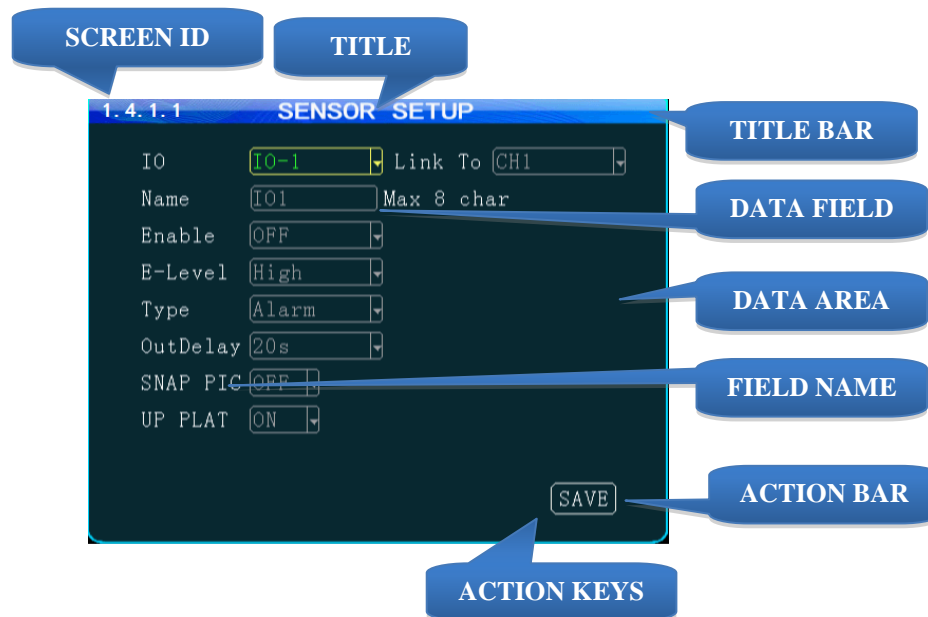 SCREEN ID
TITLE
1.4.1.1 SENSOR SETUP
TITLE BAR
IO IO-1 Link To CH1
Name IO1 Max 8 char
DATA FIELD
Enable OFF
E-Level High
DATA AREA
Type Alarm
OutDelay 20s
SNAP PIC OFF
FIELD NAME
UP PLAT ON
SAVE
ACTION BAR
ACTION KEYS